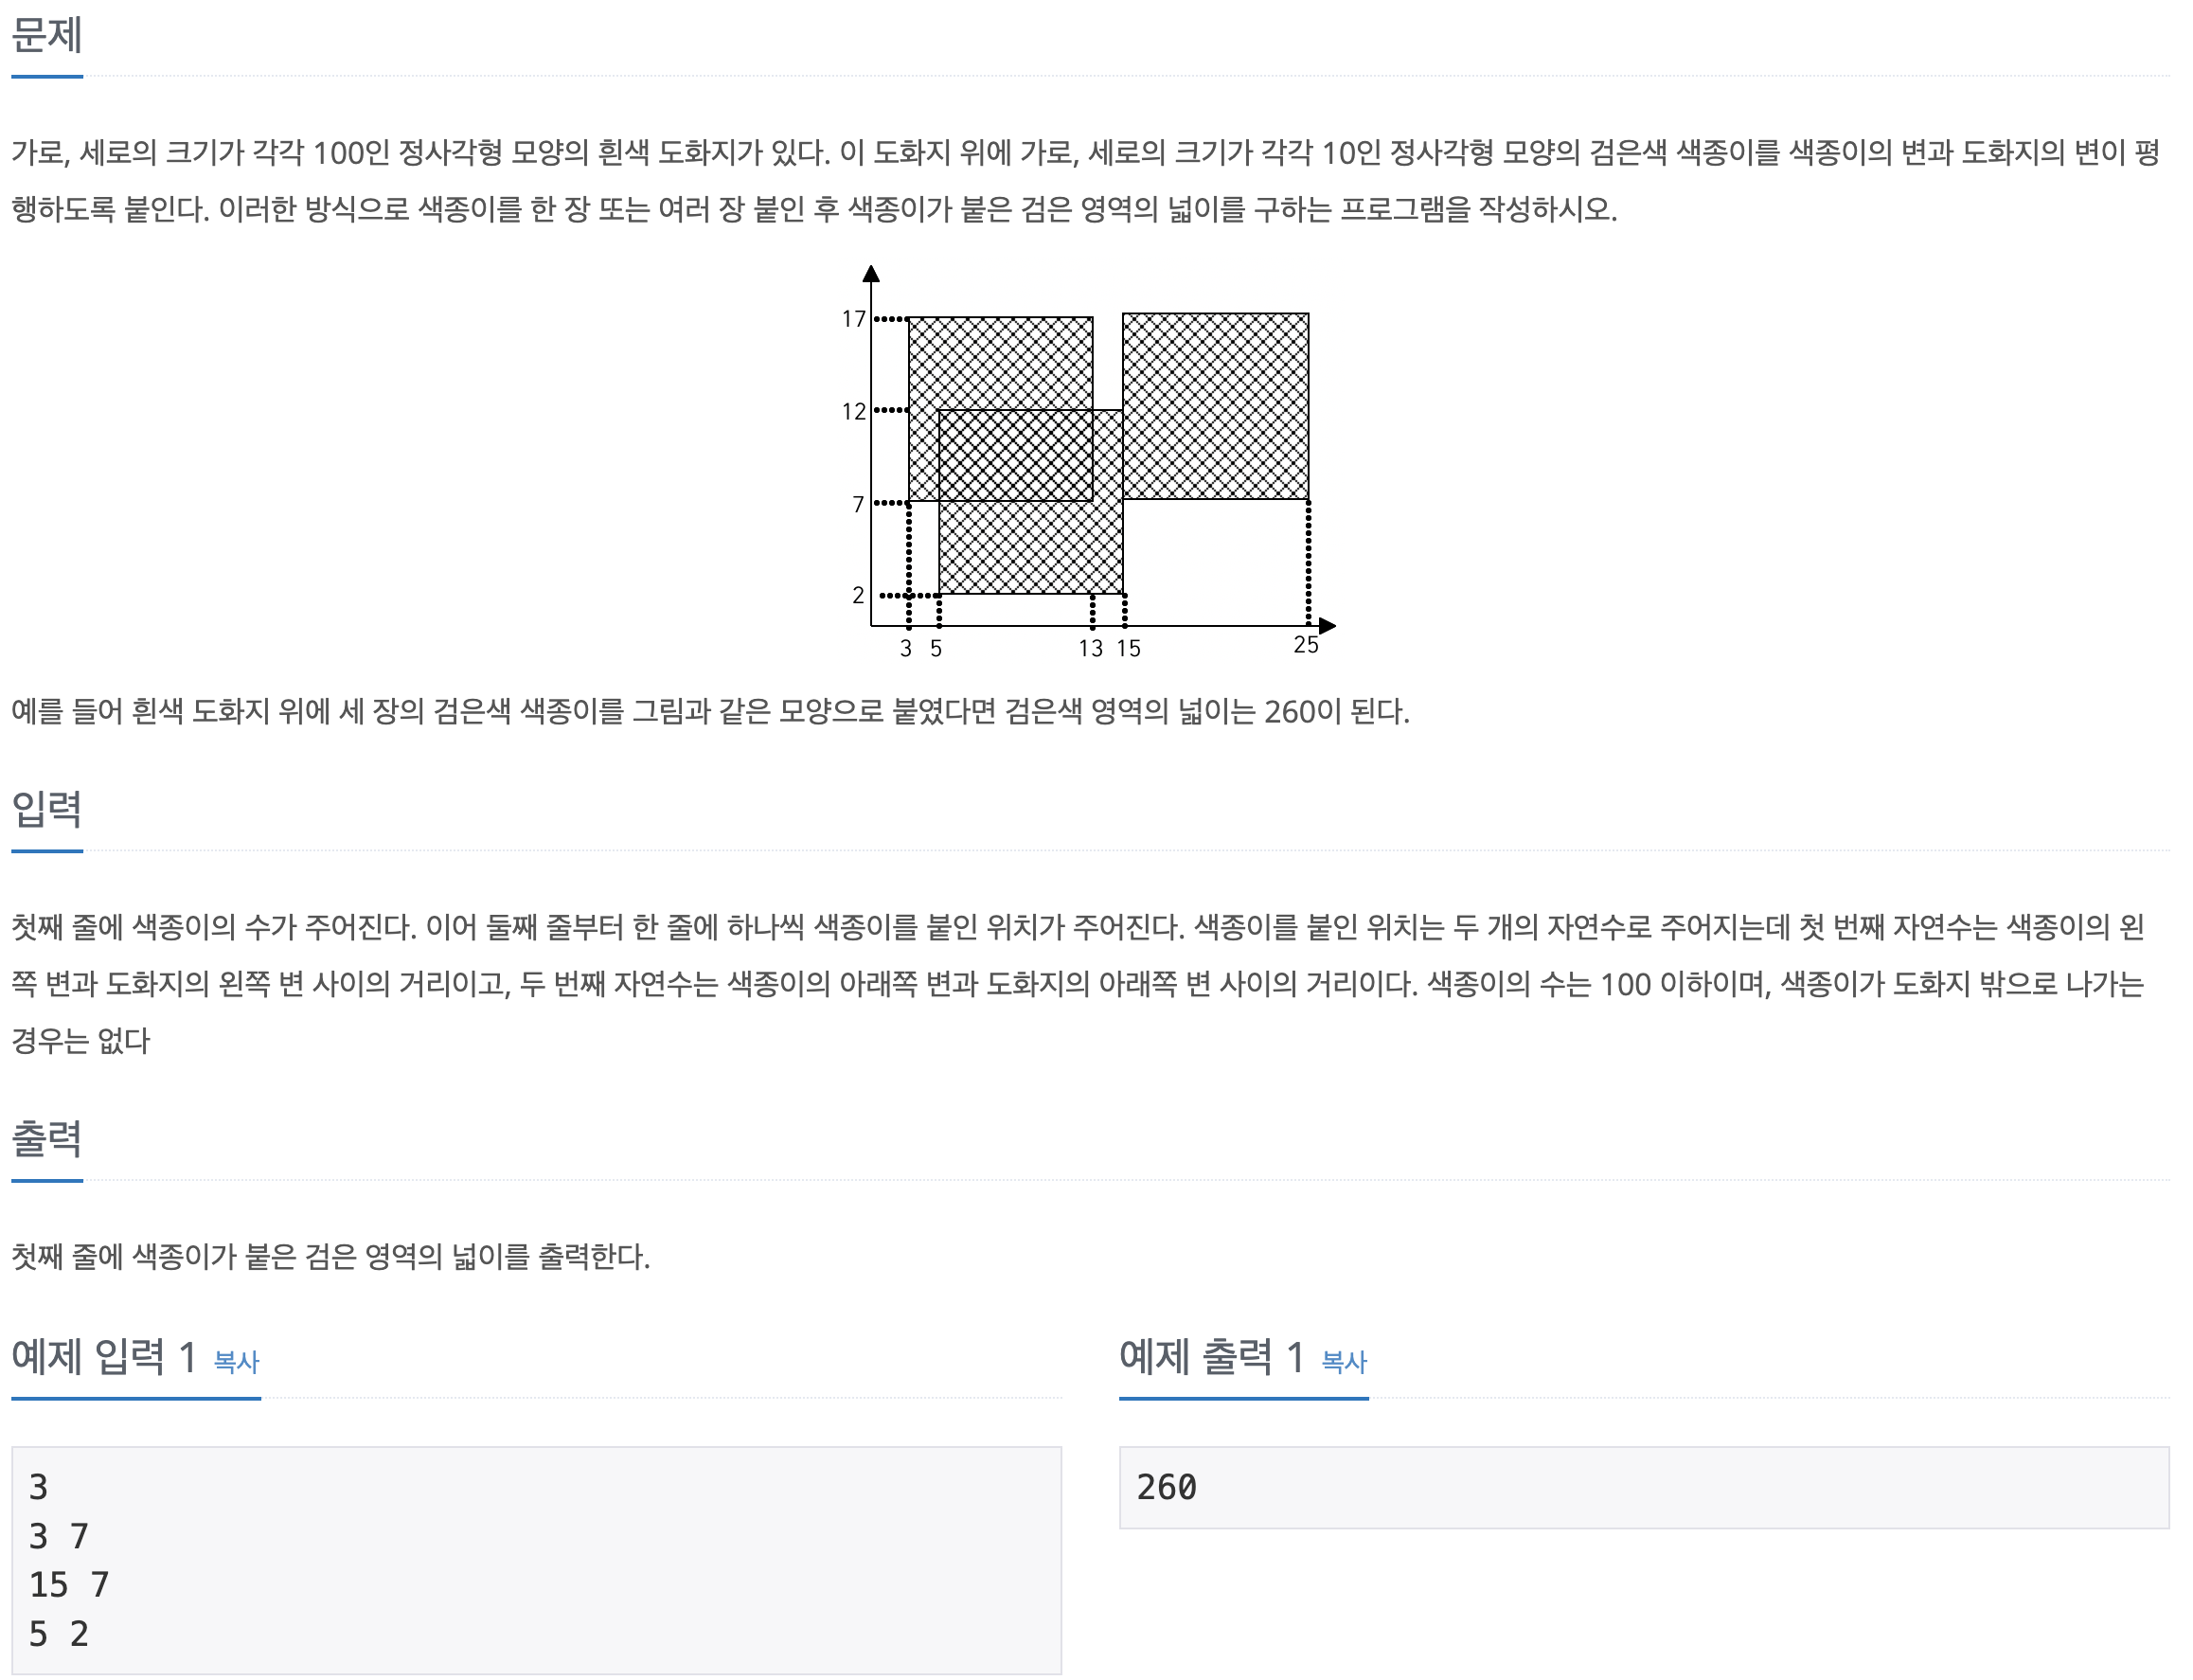 문제
가로, 세로의 크기가 각각 100인 정사각형 모양의 흰색 도화지가 있다. 이 도화지 위에 가로, 세로의 크기가 각각 10인 정사각형 모양의 검은색 색종이를 색종이의 변과 도화지의 변이 평
행하도록 붙인다. 이러한 방식으로 색종이를 한 장 또는 여러 장 붙인 후 색종이가 붙은 검은 영역의 넓이를 구하는 프로그램을 작성하시오.
17
12
7
2
3 5 13 15 25
예를 들어 흰색 도화지 위에 세 장의 검은색 색종이를 그림과 같은 모양으로 붙였다면 검은색 영역의 넓이는 260이 된다.
입력
첫째 줄에 색종이의 수가 주어진다. 이어 둘째 줄부터 한 줄에 하나씩 색종이를 붙인 위치가 주어진다. 색종이를 붙인 위치는 두 개의 자연수로 주어지는데 첫 번째 자연수는 색종이의 왼
쪽 변과 도화지의 왼쪽 변 사이의 거리이고, 두 번째 자연수는 색종이의 아래쪽 변과 도화지의 아래쪽 변 사이의 거리이다. 색종이의 수는 100 이하이며, 색종이가 도화지 밖으로 나가는
경우는 없다
출력
첫째 줄에 색종이가 붙은 검은 영역의 넓이를 출력한다.
예제 입력 1 복사
3
3 7
15 7
5 2
예제 출력 1 복사
260